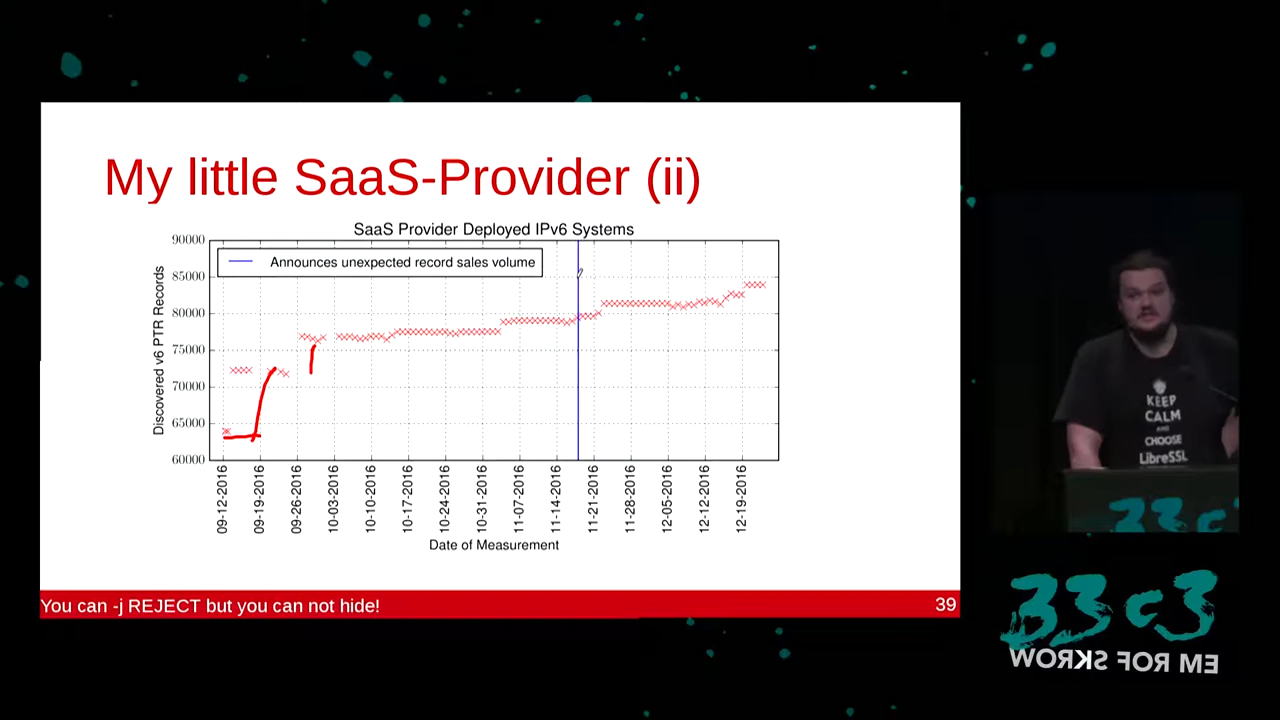 My little SaaS-Provider (ii)
SaaS Provider Deployed IPv6 Systems
Announces unexpected record sales volume
Discovered v6 PTR Records
90000
85000
80000
75000
70000
65000
60000
09-12-2016
09-19-2016
09-26-2016
10-03-2016
10-10-2016
10-17-2016
10-24-2016
10-31-2016
11-07-2016
11-14-2016
11-21-2016
11-28-2016
12-05-2016
12-12-2016
12-19-2016
Date of Measurement
You can -j REJECT but you can not hide!
39
KEEP
CALM
AND
CHOOSE
LibreSSL
33c3
33c3
WORKS FOR ME